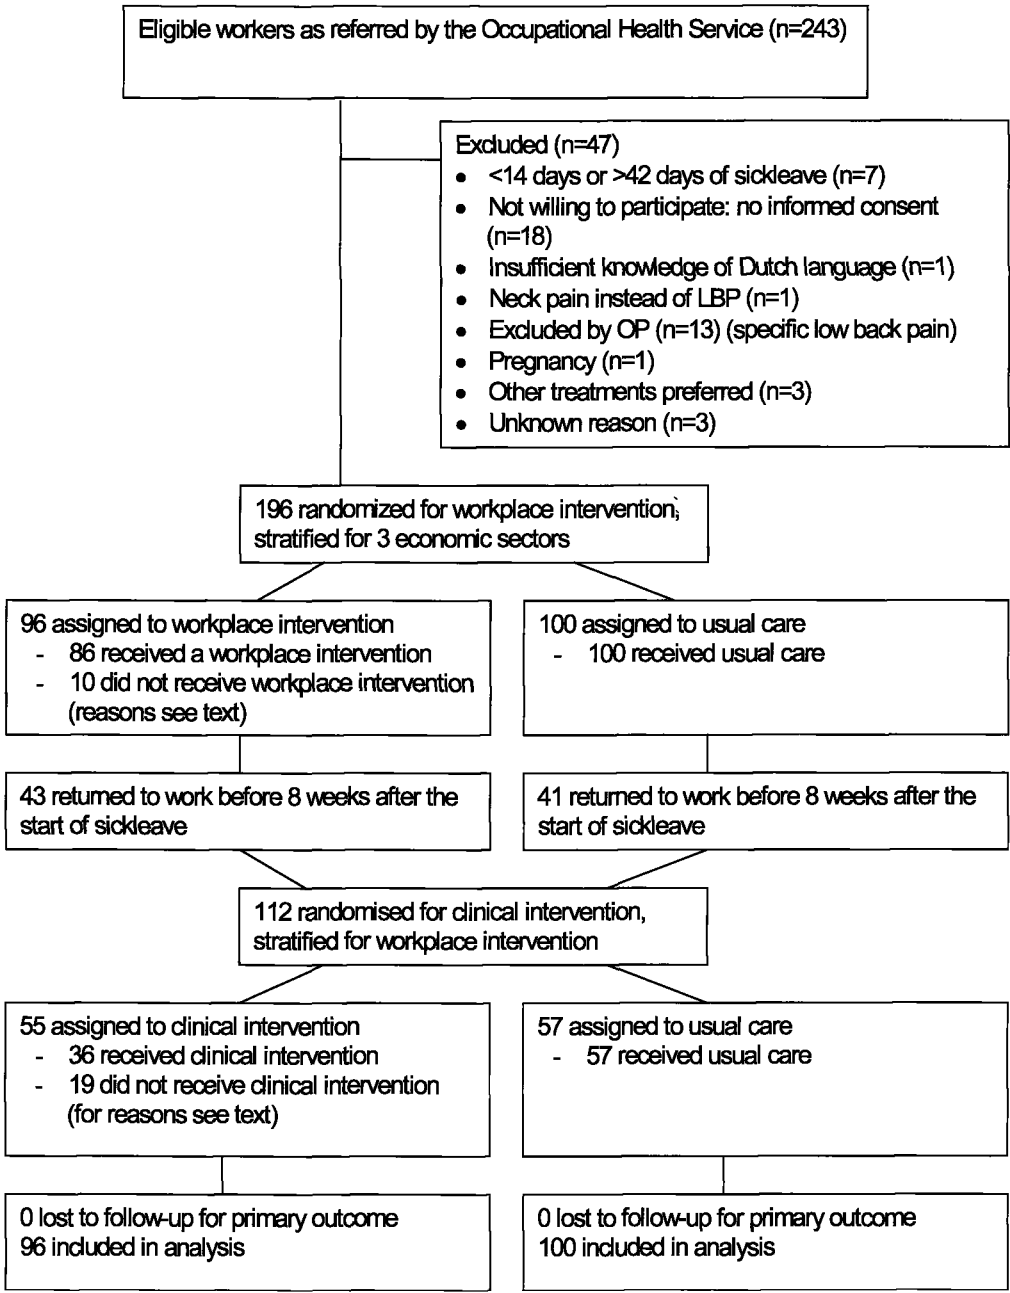 Eligible workers as referred by the Occupational Health Service (n=243)
Excluded (n=47)
• <14 days or >42 days of sickleave (n=7)
• Not willing to participate: no informed consent
(n=18)
• Insufficient knowledge of Dutch language (n=1)
• Neck pain instead of LBP (n=1)
• Excluded by OP (n=13) (specific low back pain)
• Pregnancy (n=1)
• Other treatments preferred (n=3)
• Unknown reason (n=3)
196 randomized for workplace intervention;
stratified for 3 economic sectors
96 assigned to workplace intervention
- 86 received a workplace intervention
- 10 did not receive workplace intervention
(reasons see text)
100 assigned to usual care
- 100 received usual care
43 returned to work before 8 weeks after the
start of sickleave
41 returned to work before 8 weeks after the
start of sickleave
112 randomised for clinical intervention,
stratified for workplace intervention
55 assigned to clinical intervention
- 36 received clinical intervention
- 19 did not receive clinical intervention
(for reasons see text)
57 assigned to usual care
- 57 received usual care
0 lost to follow-up for primary outcome
96 included in analysis
0 lost to follow-up for primary outcome
100 included in analysis